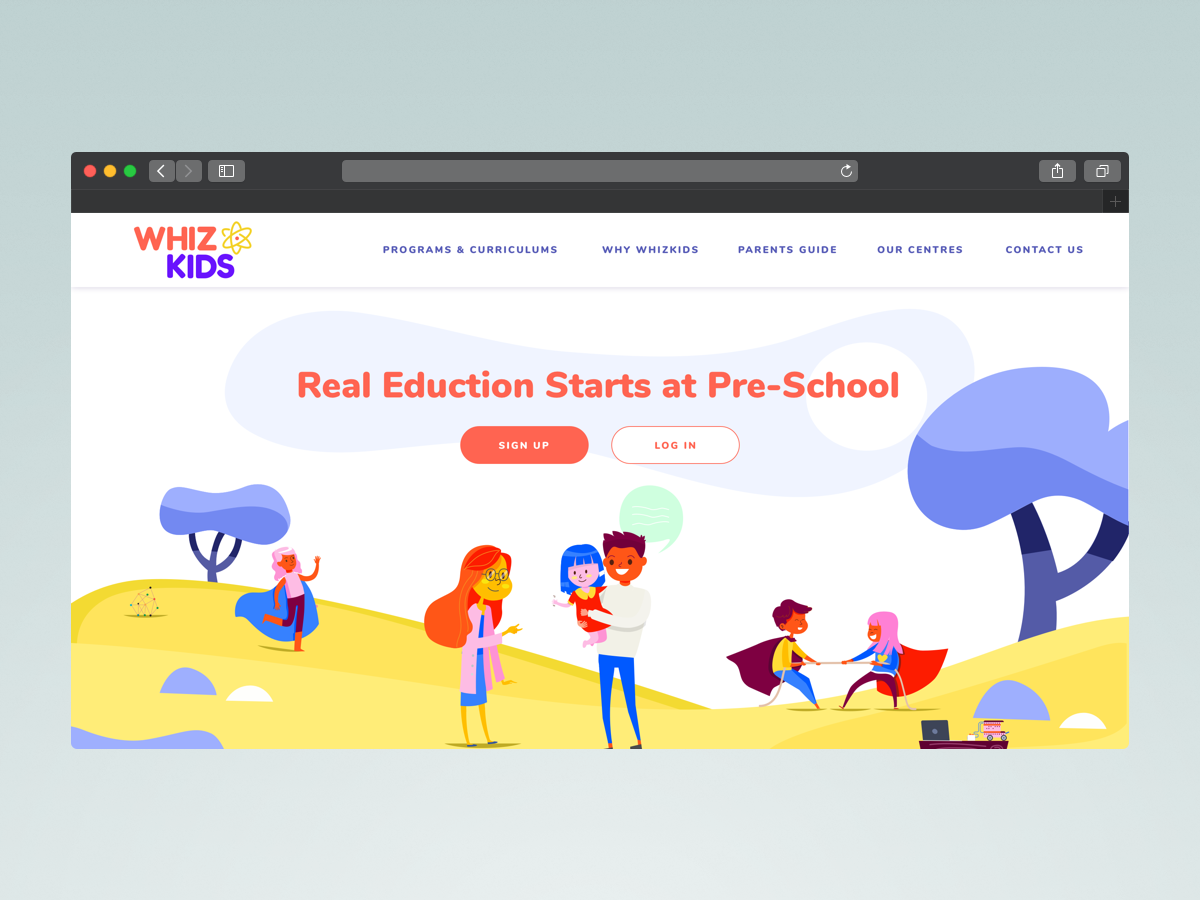 WHIZ
KIDS
PROGRAMS & CURRICULUMS
WHY WHIZKIDS
PARENTS GUIDE
OUR CENTRES
CONTACT US
Real Eduction Starts at Pre-School
SIGN UP
LOG IN